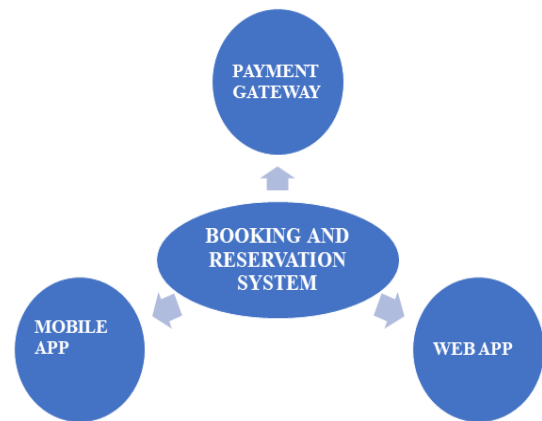 PAYMENT
GATEWAY
BOOKING AND
RESERVATION
SYSTEM
MOBILE
APP
WEB APP